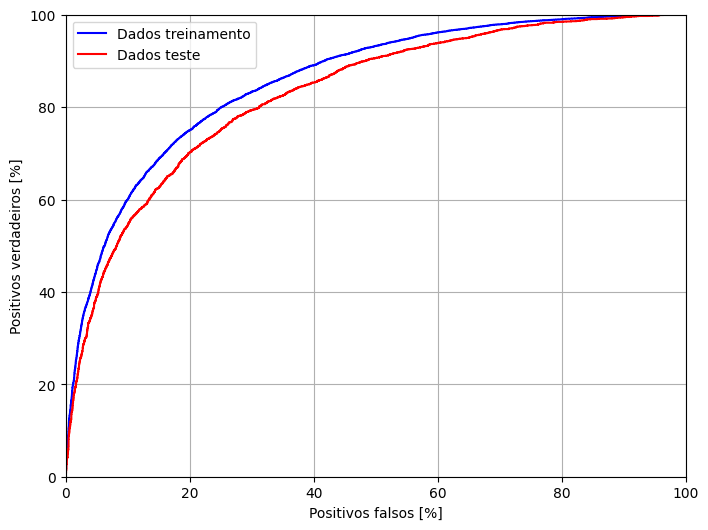 Dados treinamento
Dados teste
100
80
60
40
20
0
Positivos verdadeiros [%]
0 20 40 60 80 100
Positivos falsos [%]